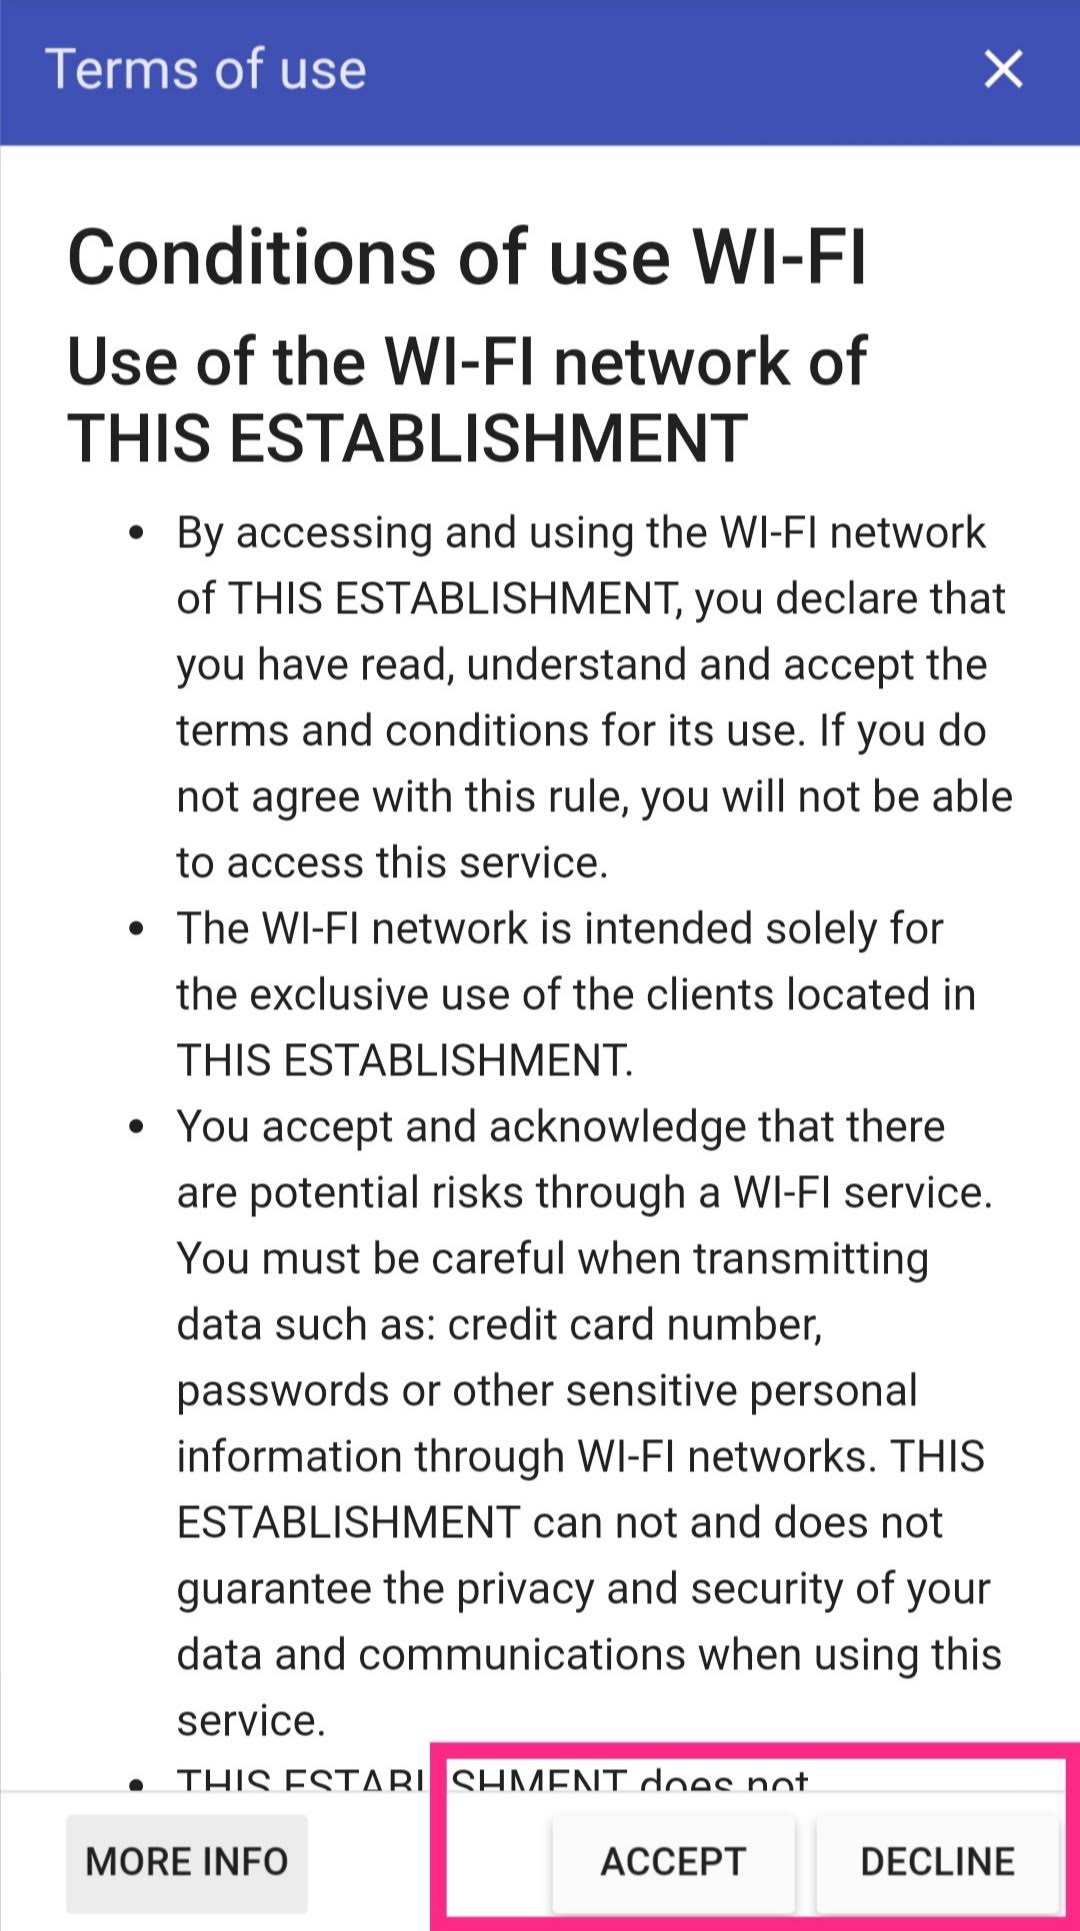 Terms of use
Conditions of use WI-FI
Use of the WI-FI network of
THIS ESTABLISHMENT
• By accessing and using the WI-FI network
of THIS ESTABLISHMENT, you declare that
you have read, understand and accept the
terms and conditions for its use. If you do
not agree with this rule, you will not be able
to access this service.
• The WI-FI network is intended solely for
the exclusive use of the clients located in
THIS ESTABLISHMENT.
• You accept and acknowledge that there
are potential risks through a WI-FI service.
You must be careful when transmitting
data such as: credit card number,
passwords or other sensitive personal
information through WI-FI networks. THIS
ESTABLISHMENT can not and does not
guarantee the privacy and security of your
data and communications when using this
service.
• THIS ESTABLISHMENT does not
MORE INFO ACCEPT DECLINE